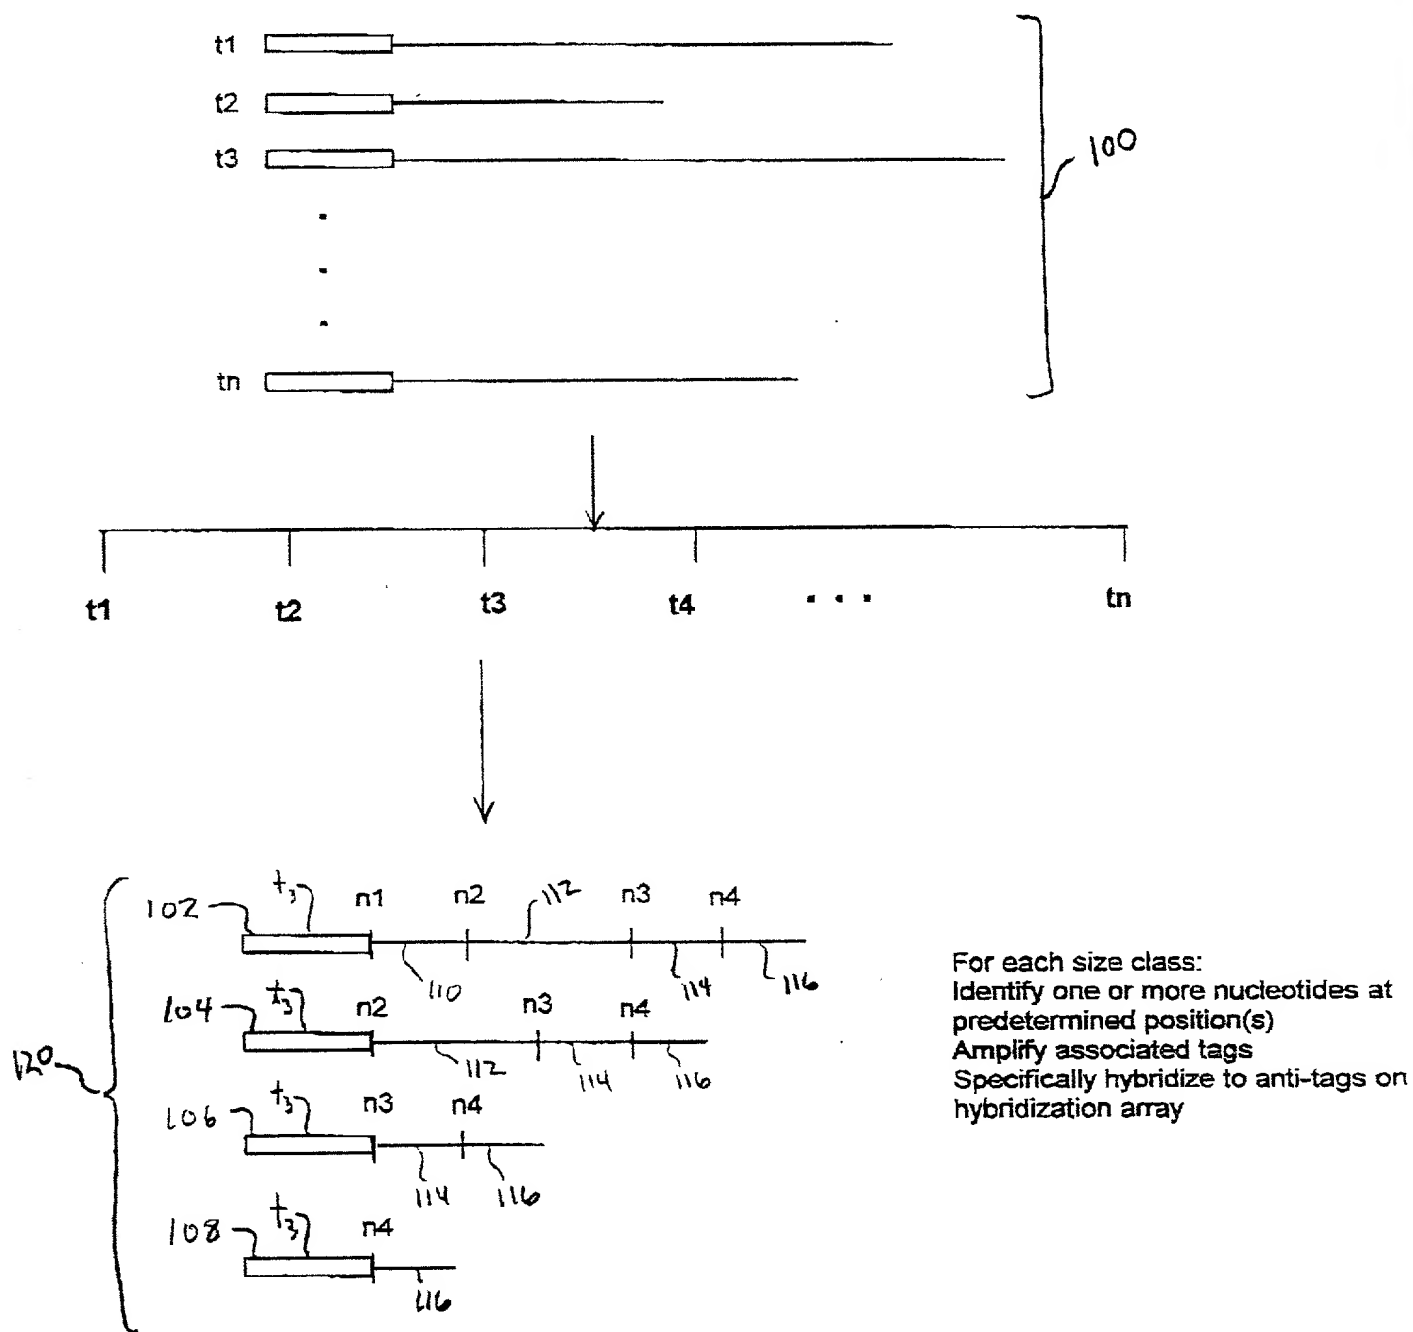 t1
t2
t3
100
tn
t1 t2 t3 t4 . . . tn
102 t3 n1 n2 112 n3 n4
110 114 116
104 t3 n2 n3 n4
112 114 116
120
106 t3 n3 n4
114 116
108 t3 n4
116
For each size class:
Identify one or more nucleotides at
predetermined position(s)
Amplify associated tags
Specifically hybridize to anti-tags on
hybridization array